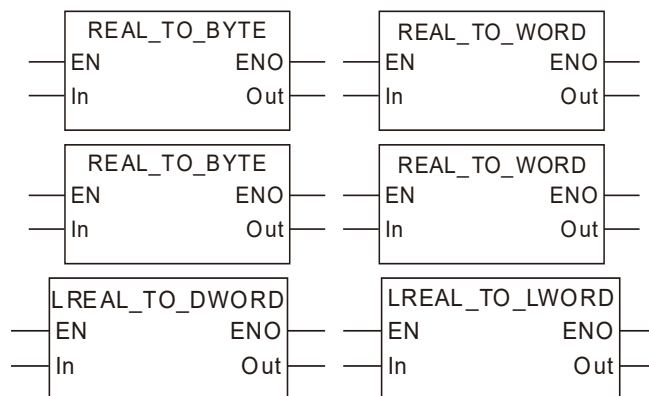 REAL_TO_BYTE REAL_TO_WORD
EN ENO EN ENO
In Out In Out
REAL_TO_BYTE REAL_TO_WORD
EN ENO EN ENO
In Out In Out
LREAL_TO_DWORD LREAL_TO_LWORD
EN ENO EN ENO
In Out In Out